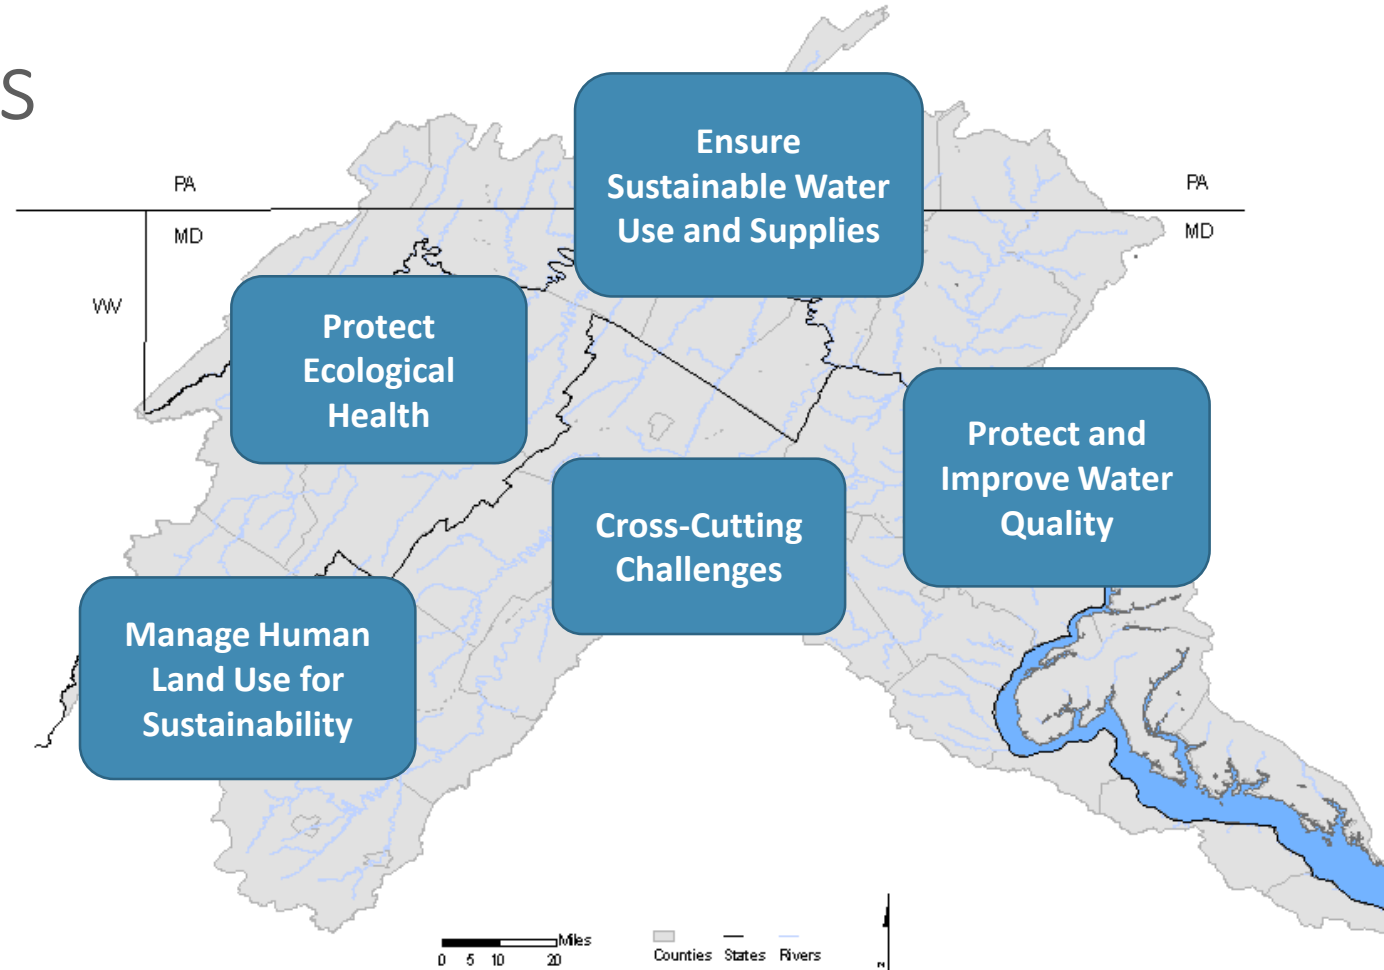 S
Ensure
Sustainable Water
Use and Supplies
PA
PA
MD
MD
WV
Protect
Ecological
Health
Protect and
Improve Water
Quality
Cross-Cutting
Challenges
Manage Human
Land Use for
Sustainability
Miles
0 5 10 20
Counties States Rivers
N